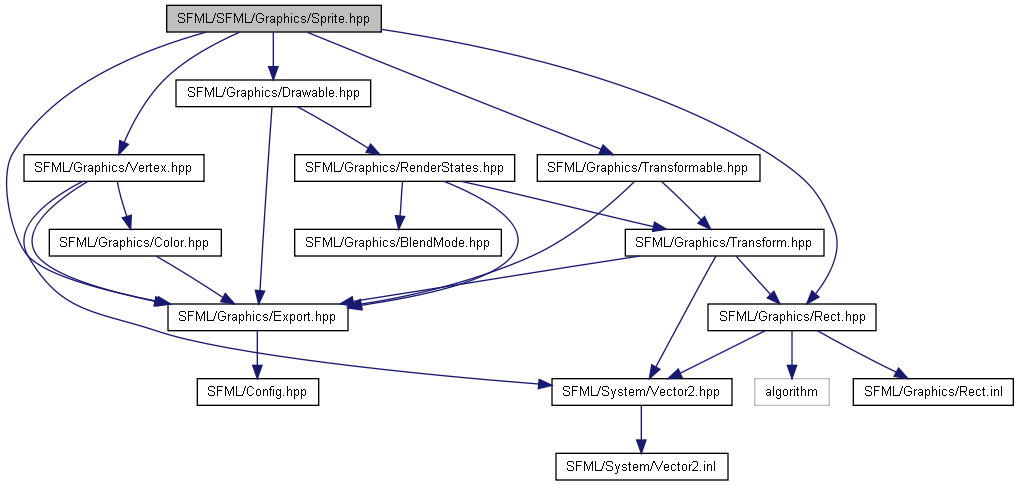 SFML/SFML/Graphics/Sprite.hpp
SFML/Graphics/Drawable.hpp
SFML/Graphics/Vertex.hpp
SFML/Graphics/RenderStates.hpp
SFML/Graphics/Transformable.hpp
SFML/Graphics/Color.hpp
SFML/Graphics/BlendMode.hpp
SFML/Graphics/Transform.hpp
SFML/Graphics/Export.hpp
SFML/Graphics/Rect.hpp
SFML/Config.hpp
SFML/System/Vector2.hpp
algorithm
SFML/Graphics/Rect.inl
SFML/System/Vector2.inl